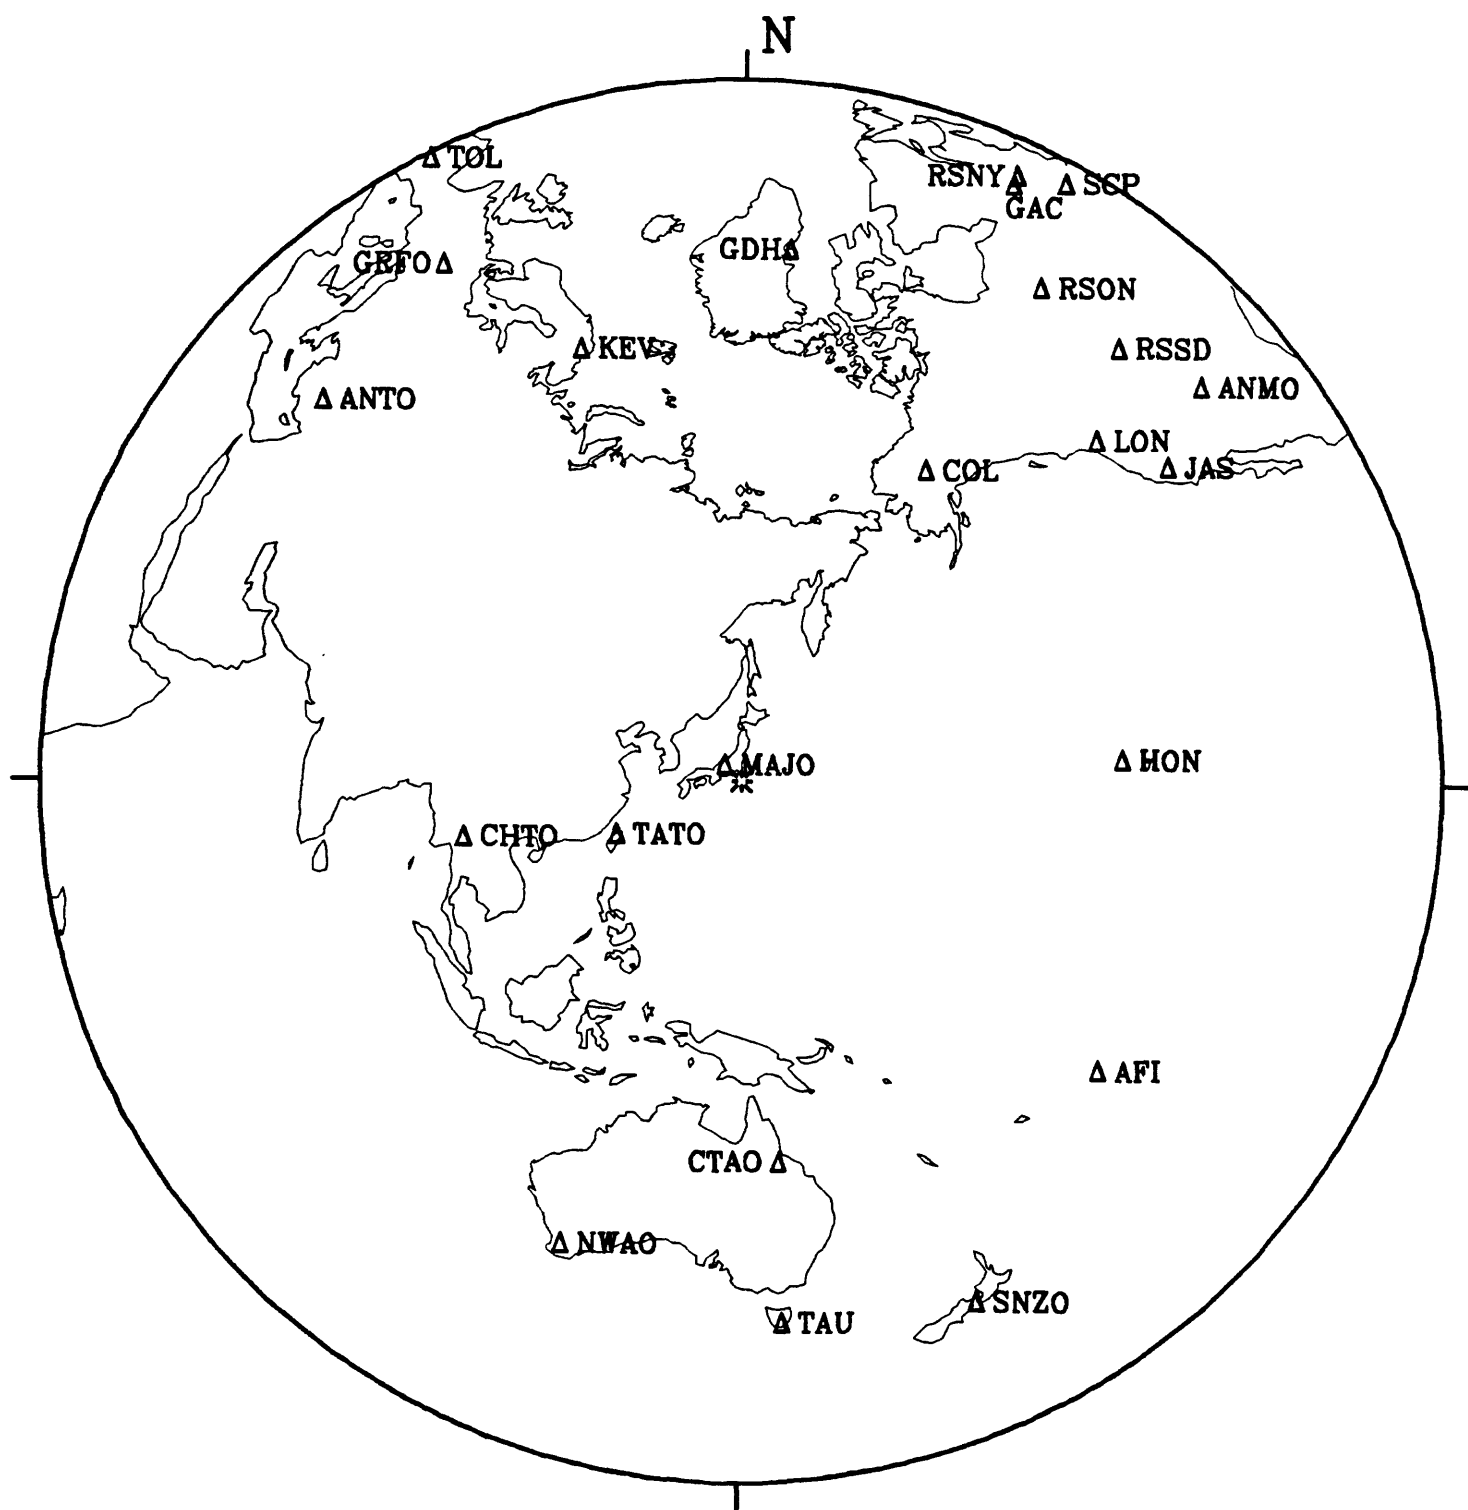 N
TOL
RSNY
SCP
GAC
GDH
GRFO
RSON
KEV
RSSD
ANMO
ANTO
LON
COL
JAS
MAJO
HON
CHTO
TATO
AFI
CTAO
NWAO
SNZO
TAU